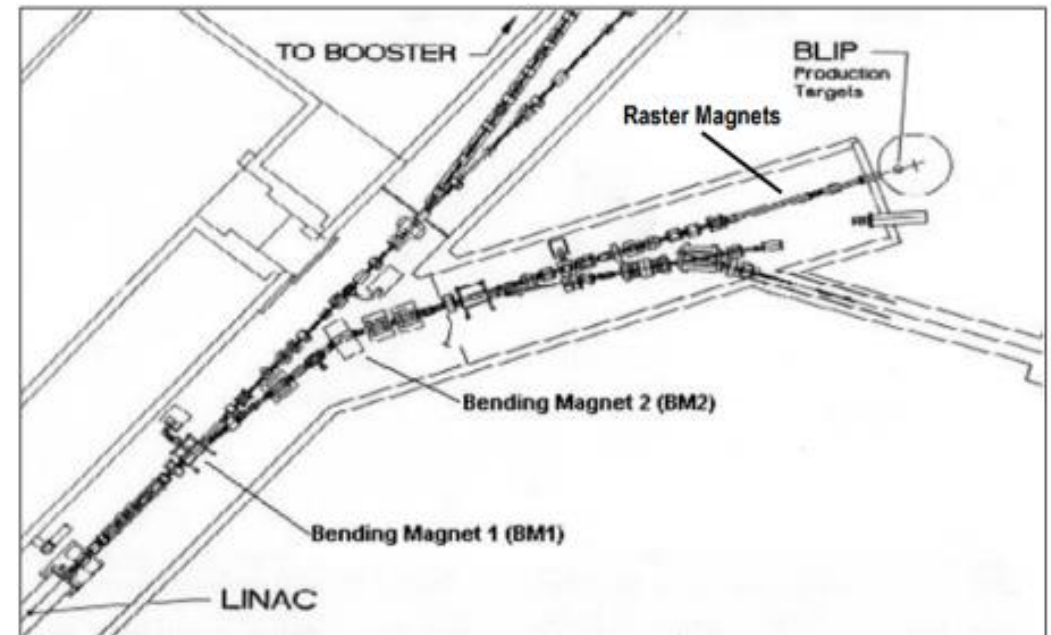 TO BOOSTER
BLIP
Production
Targets
Raster Magnets
Bending Magnet 2 (BM2)
Bending Magnet 1 (BM1)
LINAC